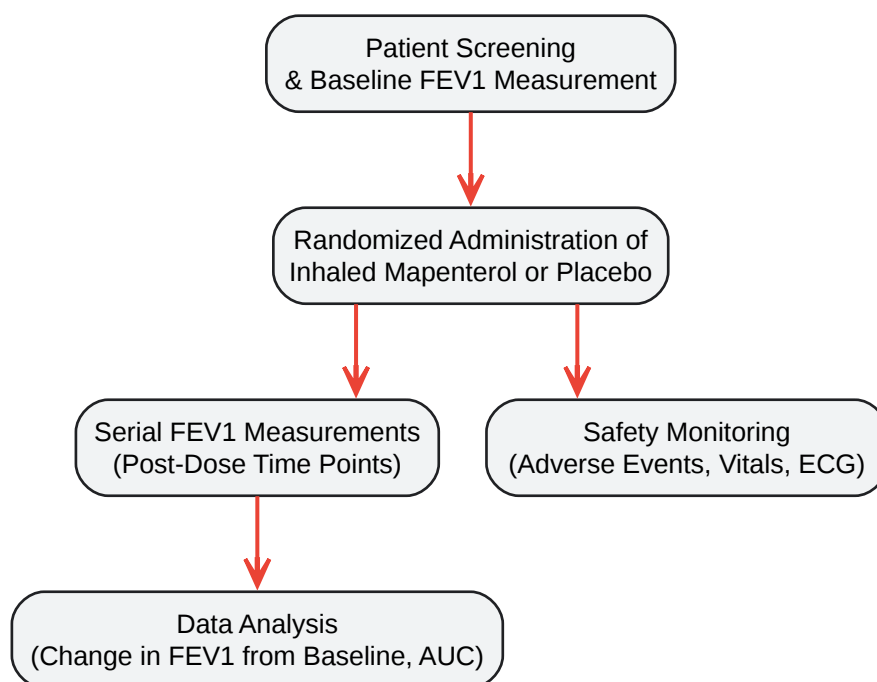 Patient Screening
& Baseline FEV1 Measurement
Randomized Administration of
Inhaled Mapenterol or Placebo
Serial FEV1 Measurements
(Post-Dose Time Points)
Safety Monitoring
(Adverse Events, Vitals, ECG)
Data Analysis
(Change in FEV1 from Baseline, AUC)